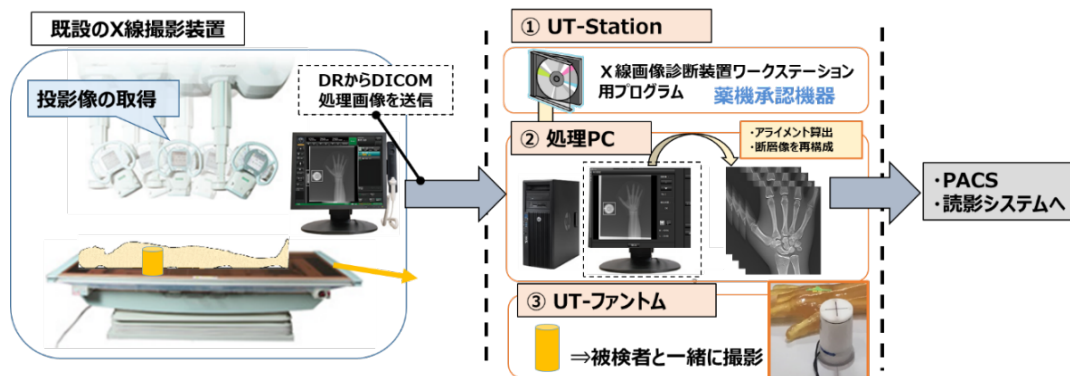 既設のX線撮影装置
投影像の取得
DRからDICOM
処理画像を送信
① UT-Station
X線画像診断装置ワークステーション
用プログラム 薬機承認機器
② 処理PC
・アライメント算出
・断層像を再構成
③ UT-ファントム
⇒被検者と一緒に撮影
・PACS
・読影システムへ